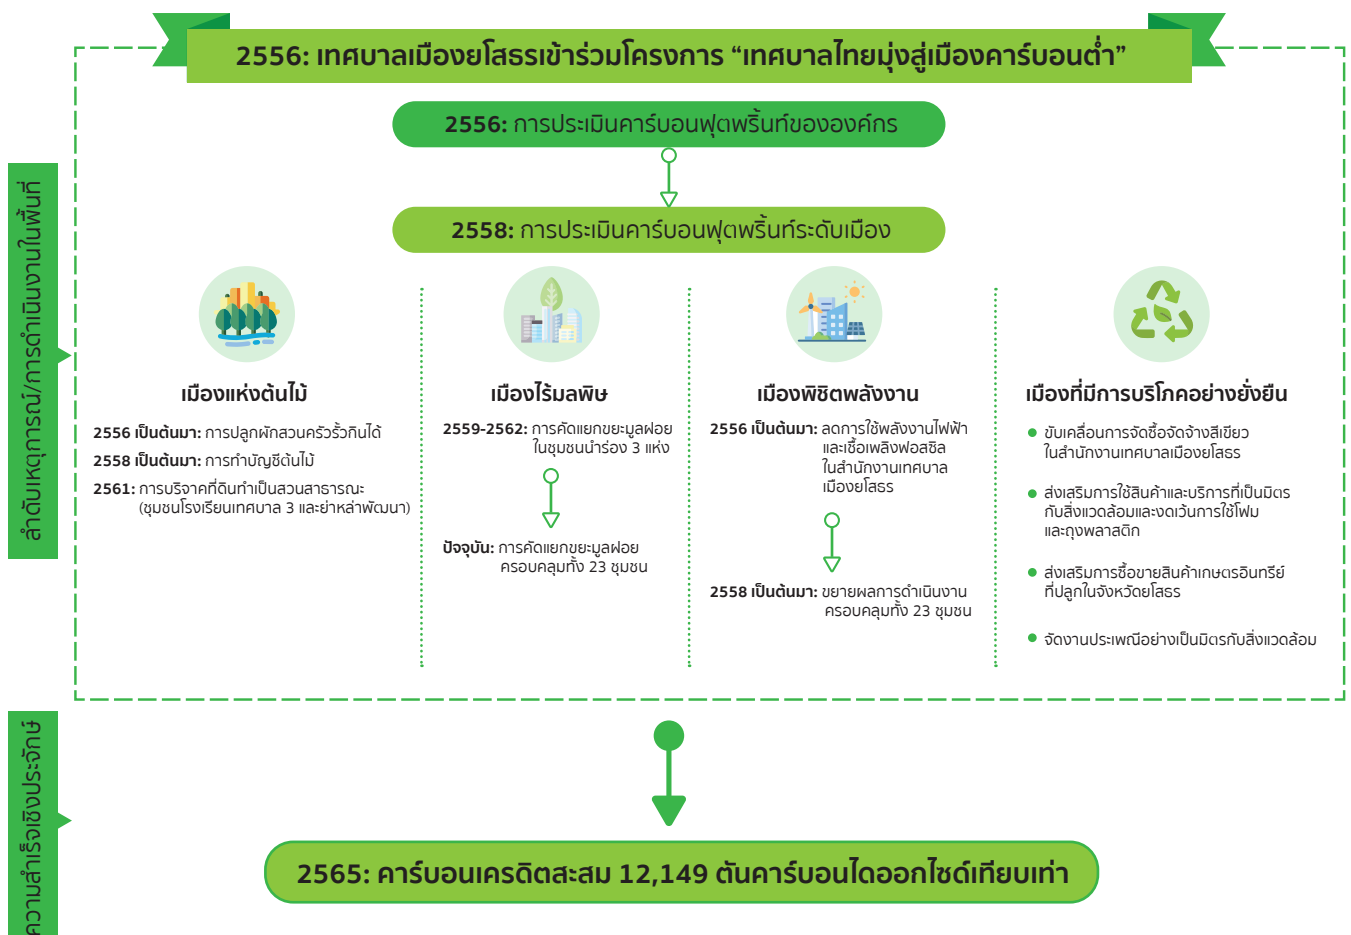 2556: เทศบาลเมืองยโสธรเข้าร่วมโครงการ “เทศบาลไทยมุ่งสู่เมืองคาร์บอนต่ำ”
2556: การประเมินคาร์บอนฟุตพริ้นท์ขององค์กร
2558: การประเมินคาร์บอนฟุตพริ้นท์ระดับเมือง
ลำดับเหตุการณ์/การดำเนินงานในพื้นที่
เมืองแห่งต้นไม้
2556 เป็นต้นมา: การปลูกผักสวนครัวรั้วกินได้
2558 เป็นต้นมา: การทำบัญชีต้นไม้
2561: การบริจาคที่ดินทำเป็นสวนสาธารณะ
(ชุมชนโรงเรียนเทศบาล 3 และย่าหล่าพัฒนา)
เมืองไร้มลพิษ
2559-2562: การคัดแยกขยะมูลฝอย
ในชุมชนนำร่อง 3 แห่ง
ปัจจุบัน: การคัดแยกขยะมูลฝอย
ครอบคลุมทั้ง 23 ชุมชน
เมืองพิชิตพลังงาน
2556 เป็นต้นมา: ลดการใช้พลังงานไฟฟ้า
และเชื้อเพลิงฟอสซิล
ในสำนักงานเทศบาล
เมืองยโสธร
2558 เป็นต้นมา: ขยายผลการดำเนินงาน
ครอบคลุมทั้ง 23 ชุมชน
เมืองที่มีการบริโภคอย่างยั่งยืน
ขับเคลื่อนการจัดซื้อจัดจ้างสีเขียว
ในสำนักงานเทศบาลเมืองยโสธร
ส่งเสริมการใช้สินค้าและบริการที่เป็นมิตร
กับสิ่งแวดล้อมและงดเว้นการใช้โฟม
และถุงพลาสติก
ส่งเสริมการซื้อขายสินค้าเกษตรอินทรีย์
ที่ปลูกในจังหวัดยโสธร
จัดงานประเพณีอย่างเป็นมิตรกับสิ่งแวดล้อม
ความสำเร็จเชิงประจักษ์
2565: คาร์บอนเครดิตสะสม 12,149 ตันคาร์บอนไดออกไซด์เทียบเท่า